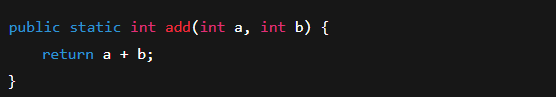 public static int add(int a, int b) {
    return a + b;
}